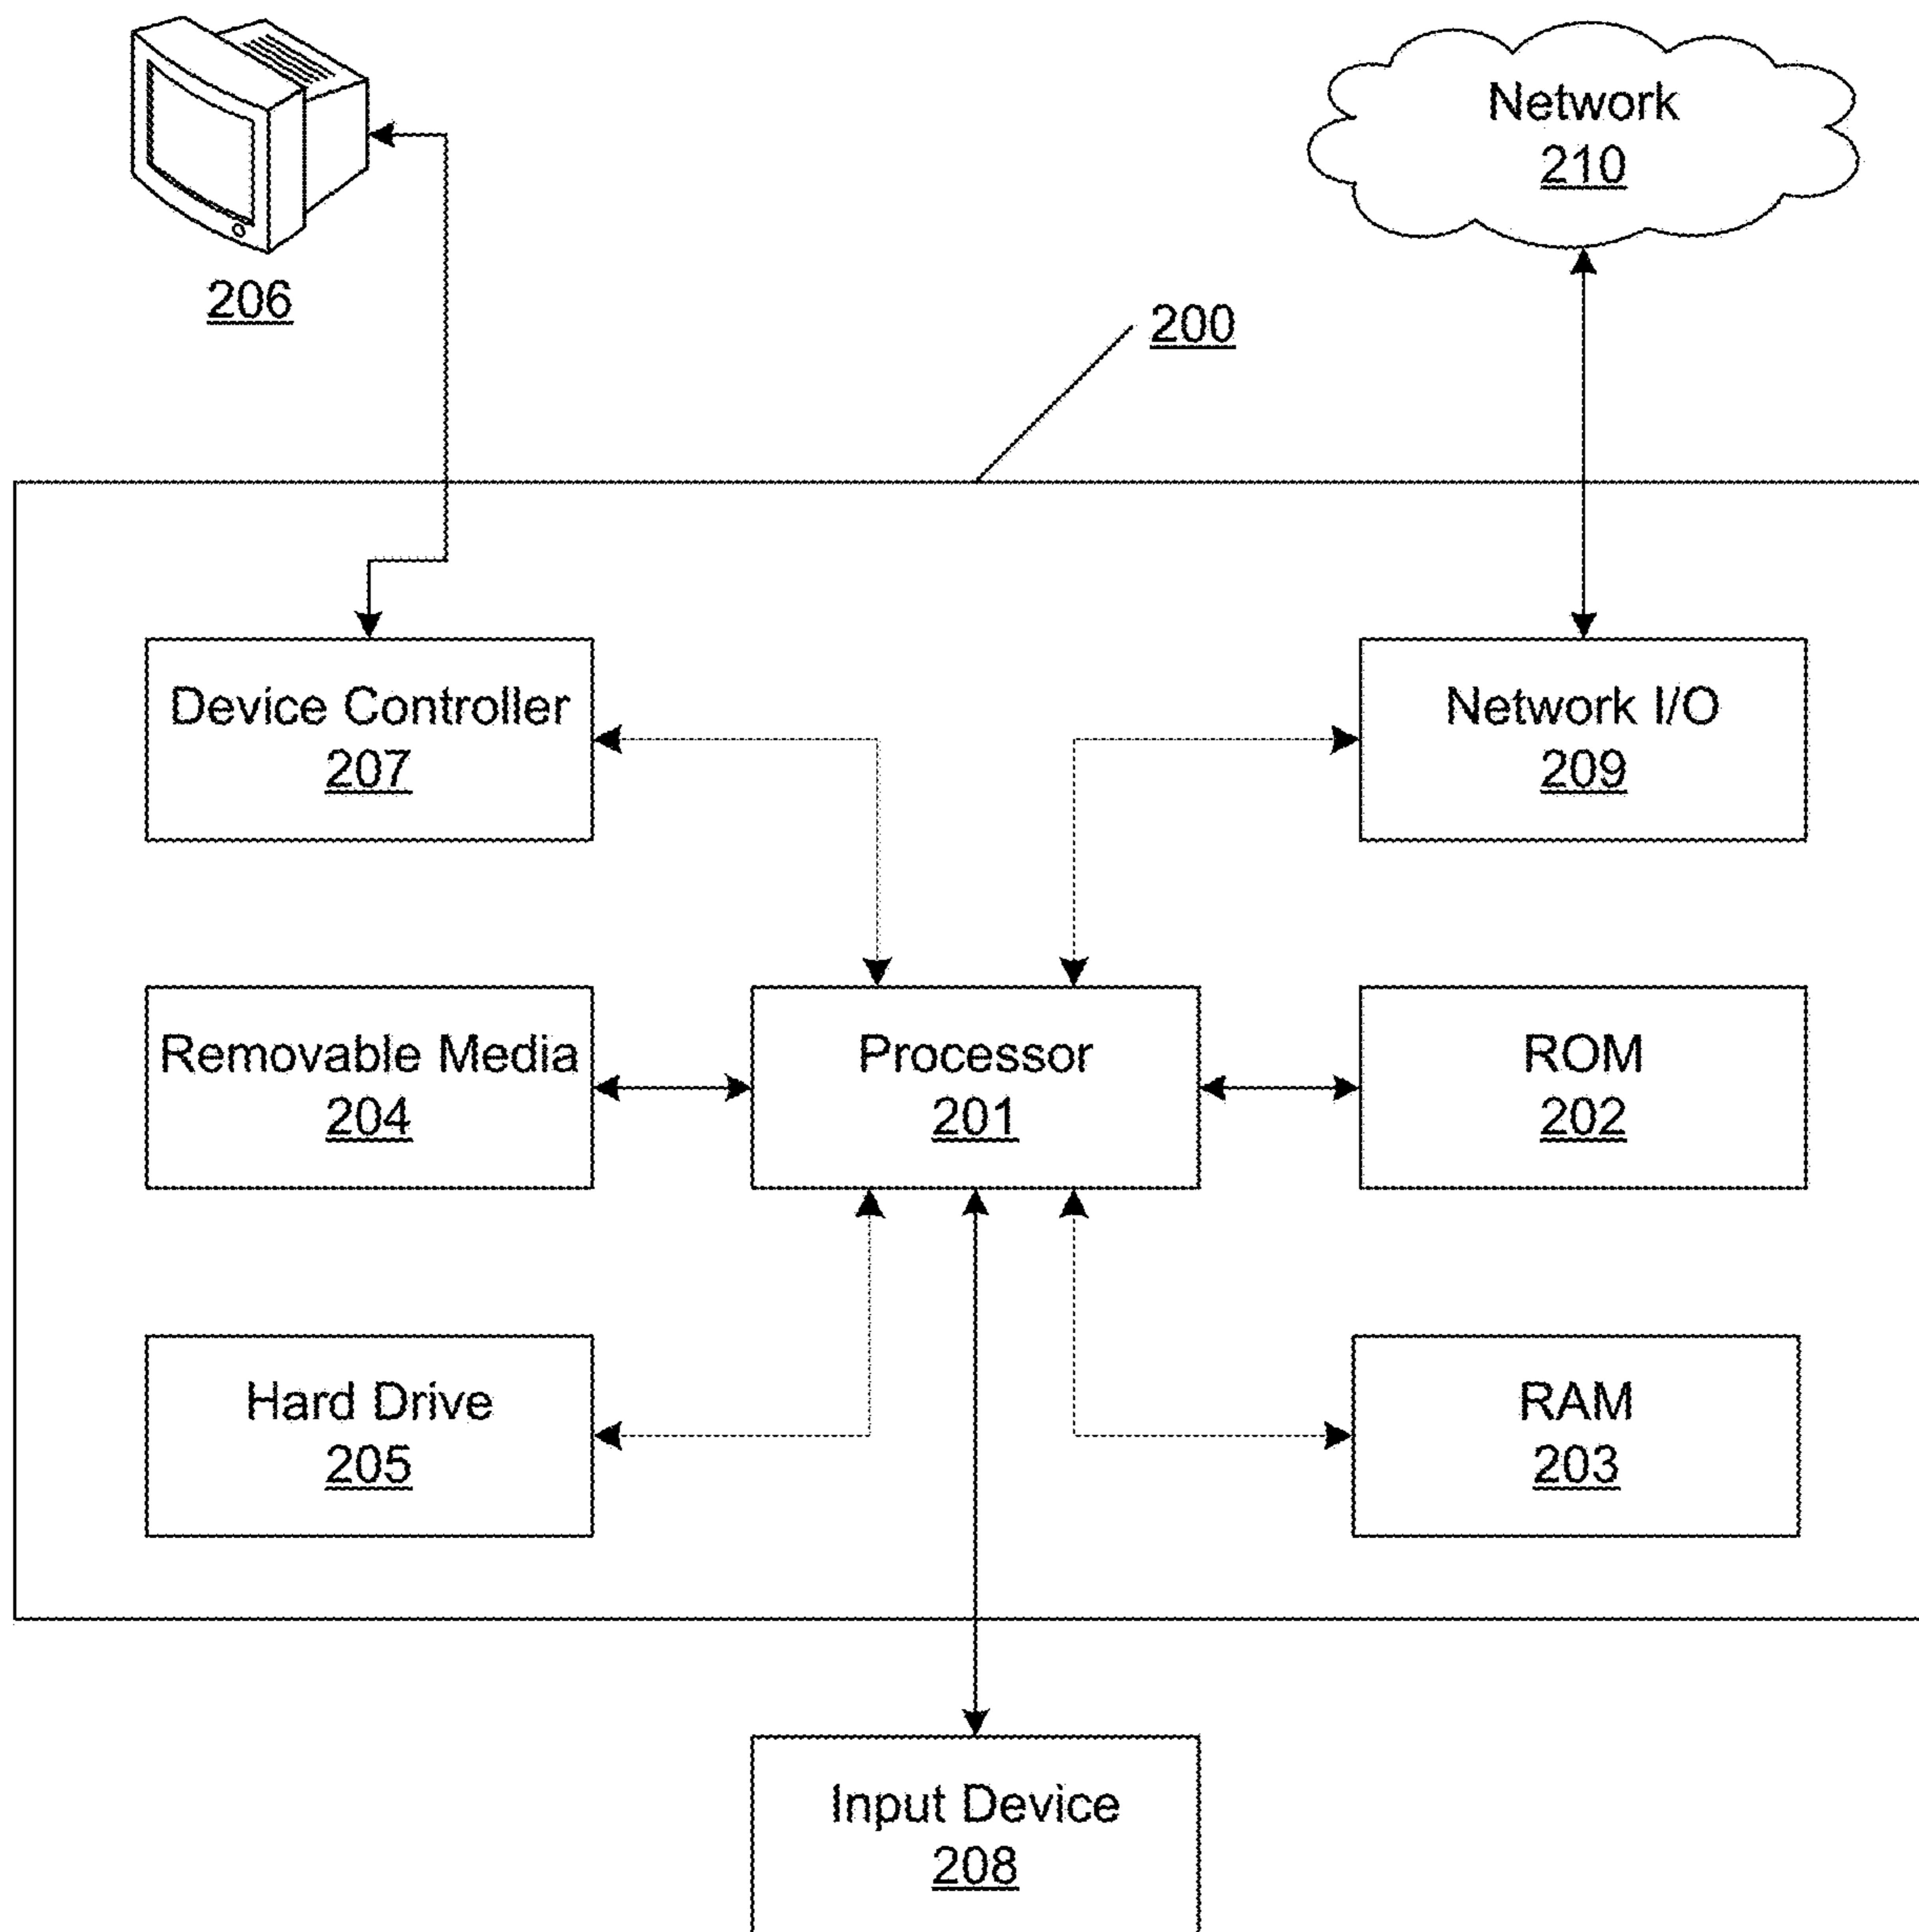 Network
210
206
200
Device Controller
207
Network I/O
209
Removable Media
204
Processor
201
ROM
202
Hard Drive
205
RAM
203
Input Device
208